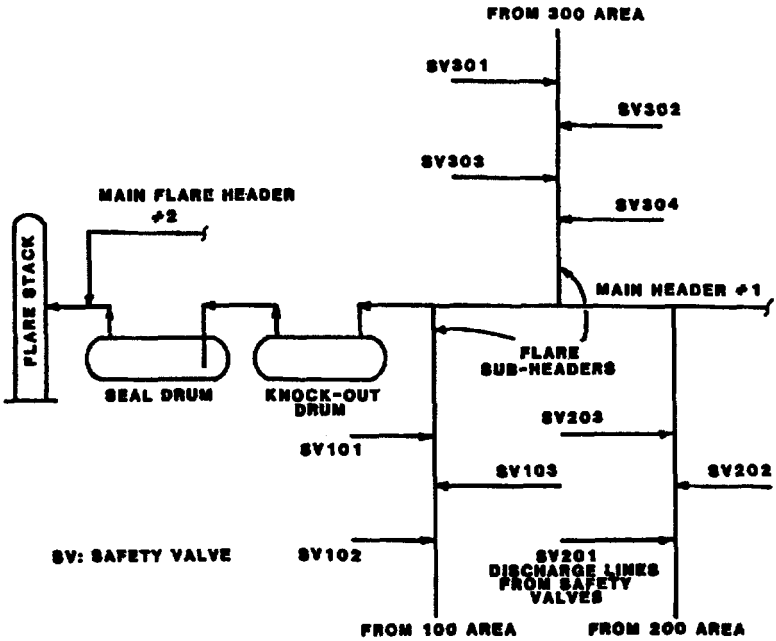 FROM 300 AREA
SV301
SV302
SV303
SV304
MAIN FLARE HEADER
#2
FLARE STACK
MAIN HEADER #1
FLARE
SUB-HEADERS
SEAL DRUM
KNOCK-OUT
DRUM
SV101
SV203
SV103
SV202
SV: SAFETY VALVE
SV102
SV201
DISCHARGE LINES
FROM SAFETY
VALVES
FROM 100 AREA
FROM 200 AREA